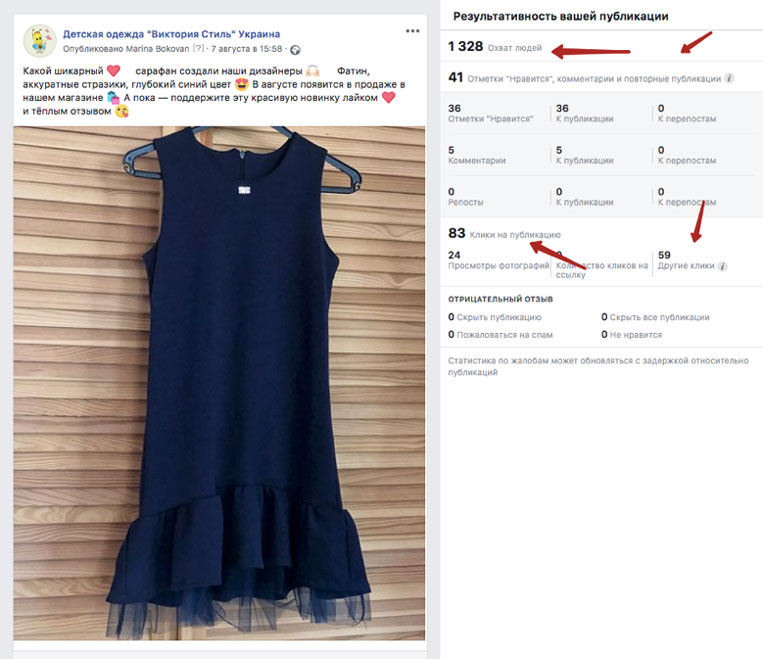 Детская одежда "Виктория Стиль" Украина
Опубликовано Marina Bokovan [?] · 7 августа в 15:58 ·
Какой шикарный ❤️ сарафан создали наши дизайнеры 🙌🏻 Фатин,
аккуратные стразики, глубокий синий цвет 😍 В августе появится в продаже в
нашем магазине 🛍️ А пока — поддержите эту красивую новинку лайком ❤️
и тёплым отзывом 😘
Результативность вашей публикации
1 328 Охват людей
41 Отметки "Нравится", комментарии и повторные публикации
36 36 0
Отметки "Нравится" К публикации К перепостам
5 5 0
Комментарии К публикации К перепостам
0 0 0
Репосты К публикации К перепостам
83 Клики на публикацию
24 0 59
Просмотры фотографий Количество кликов на Другие клики
ссылку
ОТРИЦАТЕЛЬНЫЙ ОТЗЫВ
0 Скрыть публикацию 0 Скрыть все публикации
0 Пожаловаться на спам 0 Не нравится
Статистика по жалобам может обновляться с задержкой относительно
публикаций